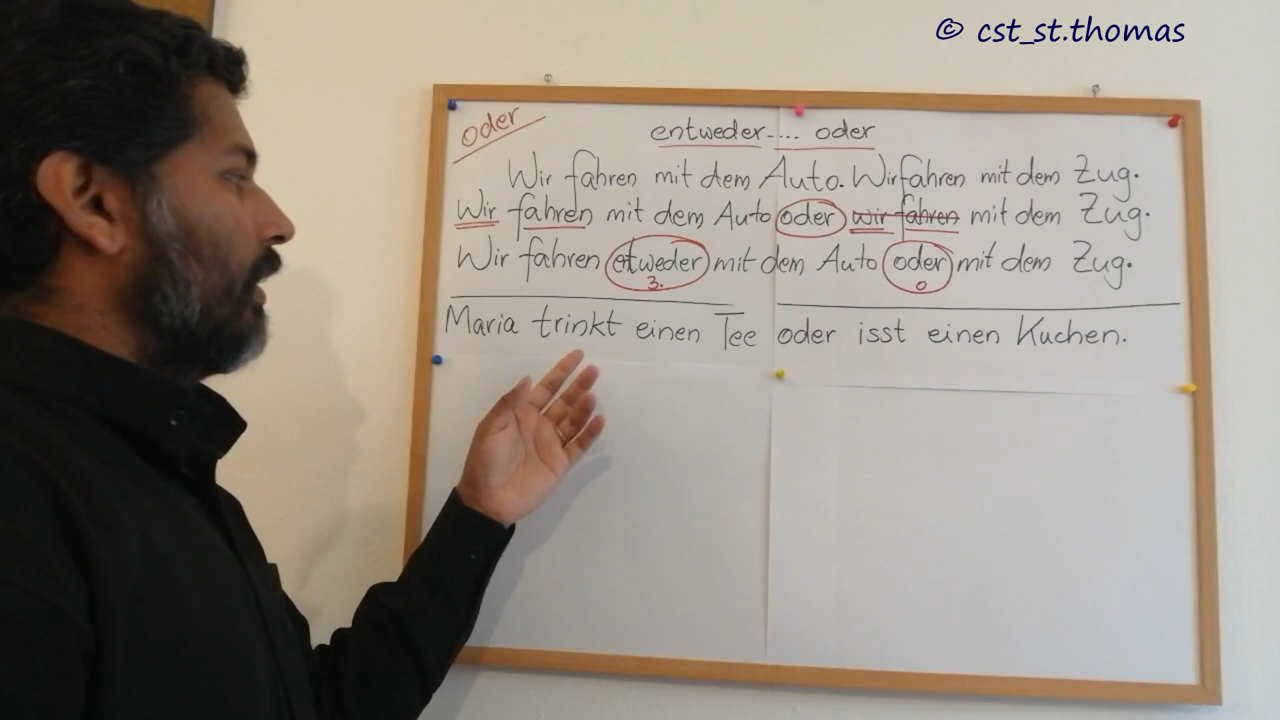 © cst_st.thomas
oder
entweder.... oder
Wir fahren mit dem Auto. Wir fahren mit dem Zug.
Wir fahren mit dem Auto oder wir fahren mit dem Zug.
Wir fahren etweder mit dem Auto oder mit dem Zug.
3. 0
Maria trinkt einen Tee oder isst einen Kuchen.